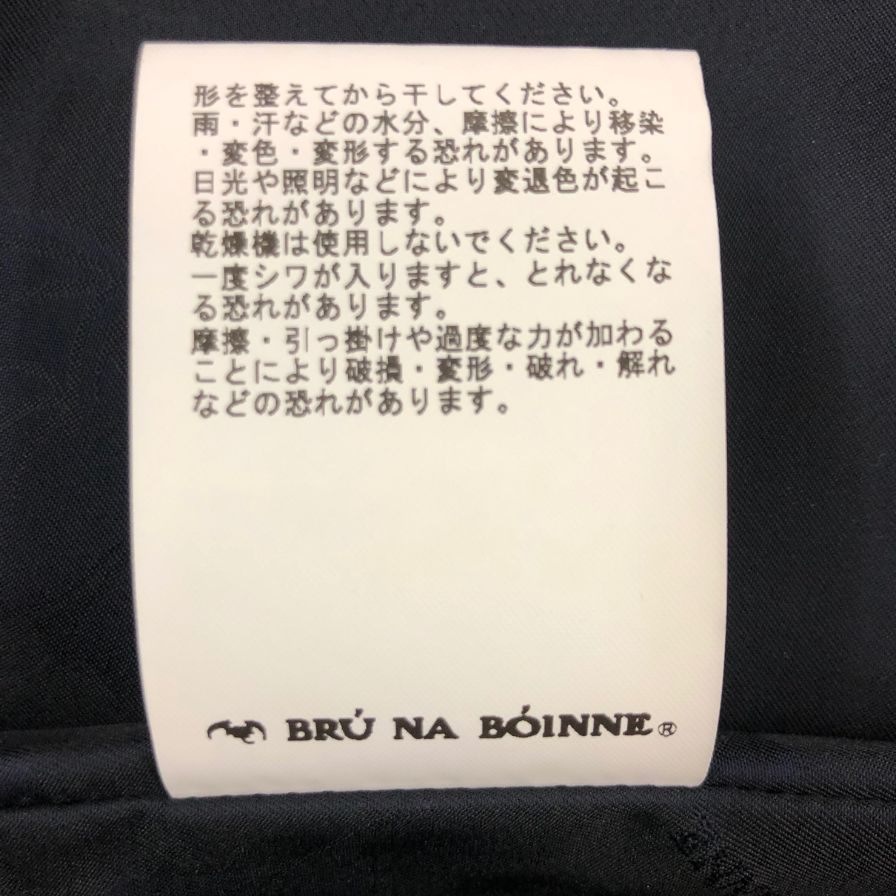 形を整えてから干してください。
雨・汗などの水分、摩擦により移染
・変色・変形する恐れがあります。
日光や照明などにより変退色が起こ
る恐れがあります。
乾燥機は使用しないでください。
一度シワが入りますと、とれなくな
る恐れがあります。
摩擦・引っ掛けや過度な力が加わる
ことにより破損・変形・破れ・解れ
などの恐れがあります。
BRÚ NA BÓINNE®